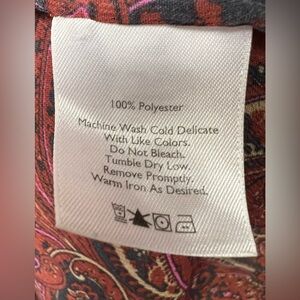 100% Polyester
Machine Wash Cold Delicate
With Like Colors.
Do Not Bleach.
Tumble Dry Low.
Remove Promptly.
Warm Iron As Desired.